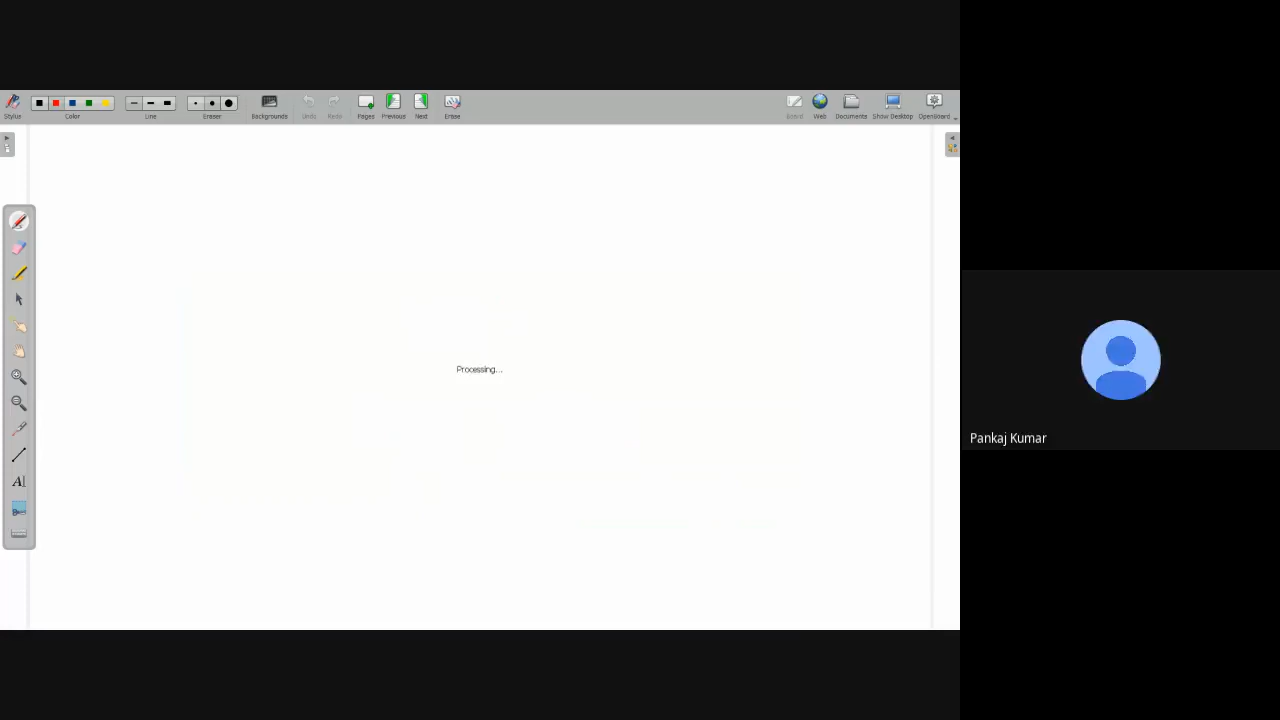 Stylus
Color
Line
Eraser
Backgrounds
Undo
Redo
Pages
Previous
Next
Erase
Board
Web
Documents
Show Desktop
OpenBoard
Processing...
Pankaj Kumar